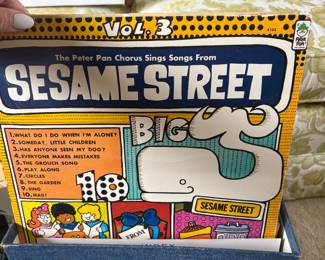 VOL. 3
The Peter Pan Chorus Sings Songs From
SESAME STREET
BIG
1.WHAT DO I DO WHEN I'M ALONE?
2.SOMEDAY, LITTLE CHILDREN
3.HAS ANYONE SEEN MY DOG?
4.EVERYONE MAKES MISTAKES
5.THE GROUCH SONG
6.PLAY ALONG
7.CIRCLES
8.THE GARDEN
9.SING
10.MAD!
10
SESAME STREET
FROM